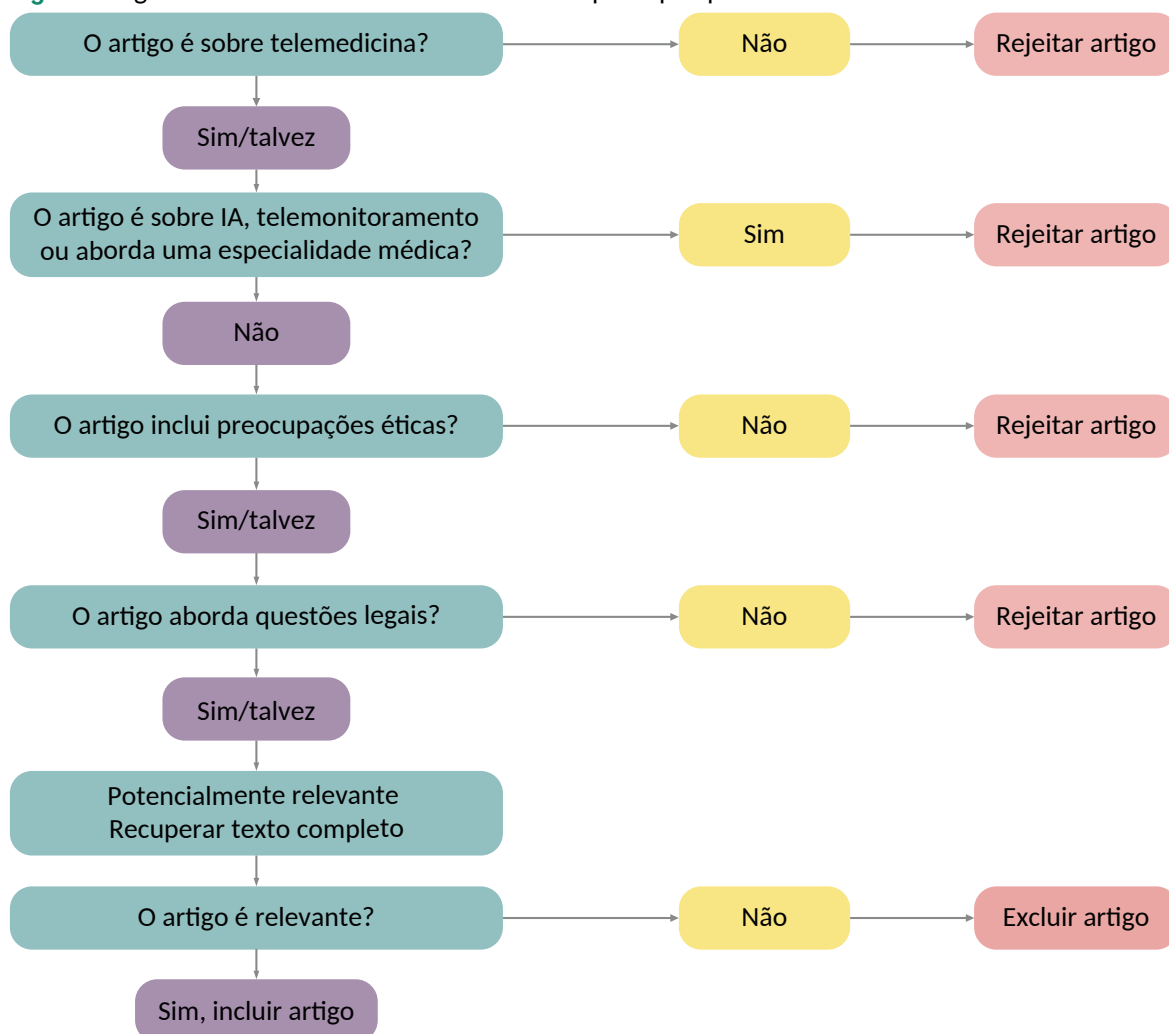 O artigo é sobre telemedicina?
Não
Rejeitar artigo
Sim/talvez
O artigo é sobre IA, telemonitoramento
ou aborda uma especialidade médica?
Sim
Rejeitar artigo
Não
O artigo inclui preocupações éticas?
Não
Rejeitar artigo
Sim/talvez
O artigo aborda questões legais?
Não
Rejeitar artigo
Sim/talvez
Potencialmente relevante
Recuperar texto completo
O artigo é relevante?
Não
Excluir artigo
Sim, incluir artigo